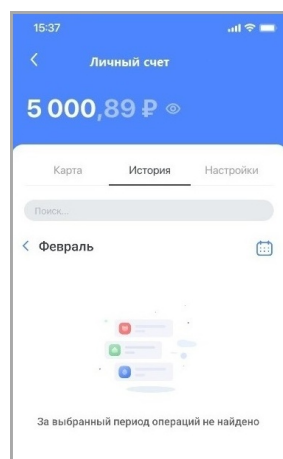 15:37
Личный счет
5 000,89 ₽
Карта История Настройки
Поиск...
Февраль
За выбранный период операций не найдено